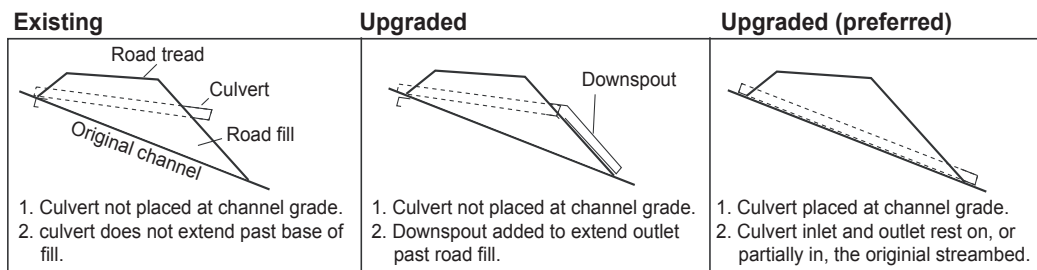 Existing
Road tread
Culvert
Road fill
Original channel
1. Culvert not placed at channel grade.
2. culvert does not extend past base of
fill.
Upgraded
Downspout
1. Culvert not placed at channel grade.
2. Downspout added to extend outlet
past road fill.
Upgraded (preferred)
1. Culvert placed at channel grade.
2. Culvert inlet and outlet rest on, or
partially in, the originial streambed.